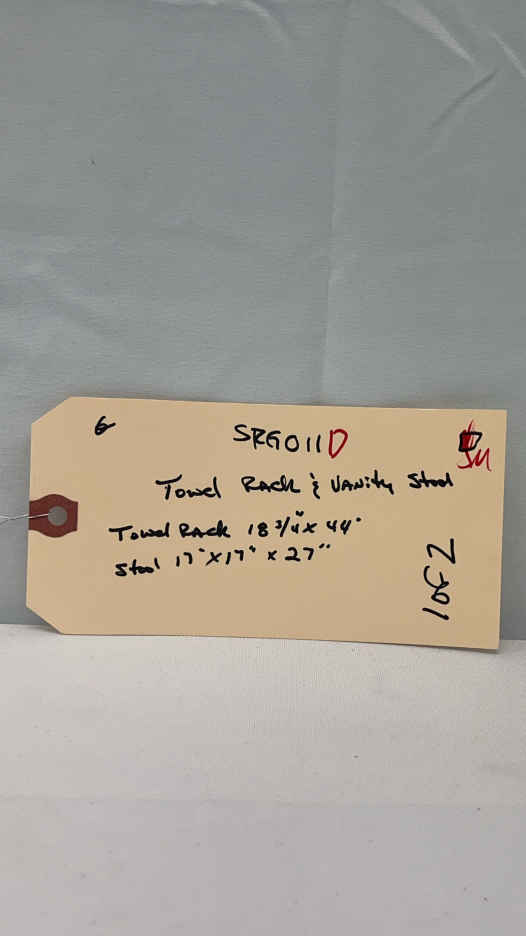 6
SRG011D
SM
Towel Rack & Vanity Stool
Towel Rack 18 3/4" x 44"
Stool 17" x 17" x 27"
1 of 2